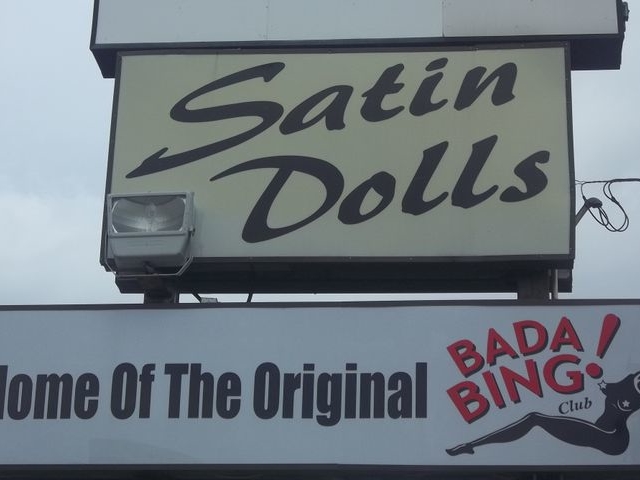 Satin
Dolls
Home Of The Original
BADA
BING!
Club